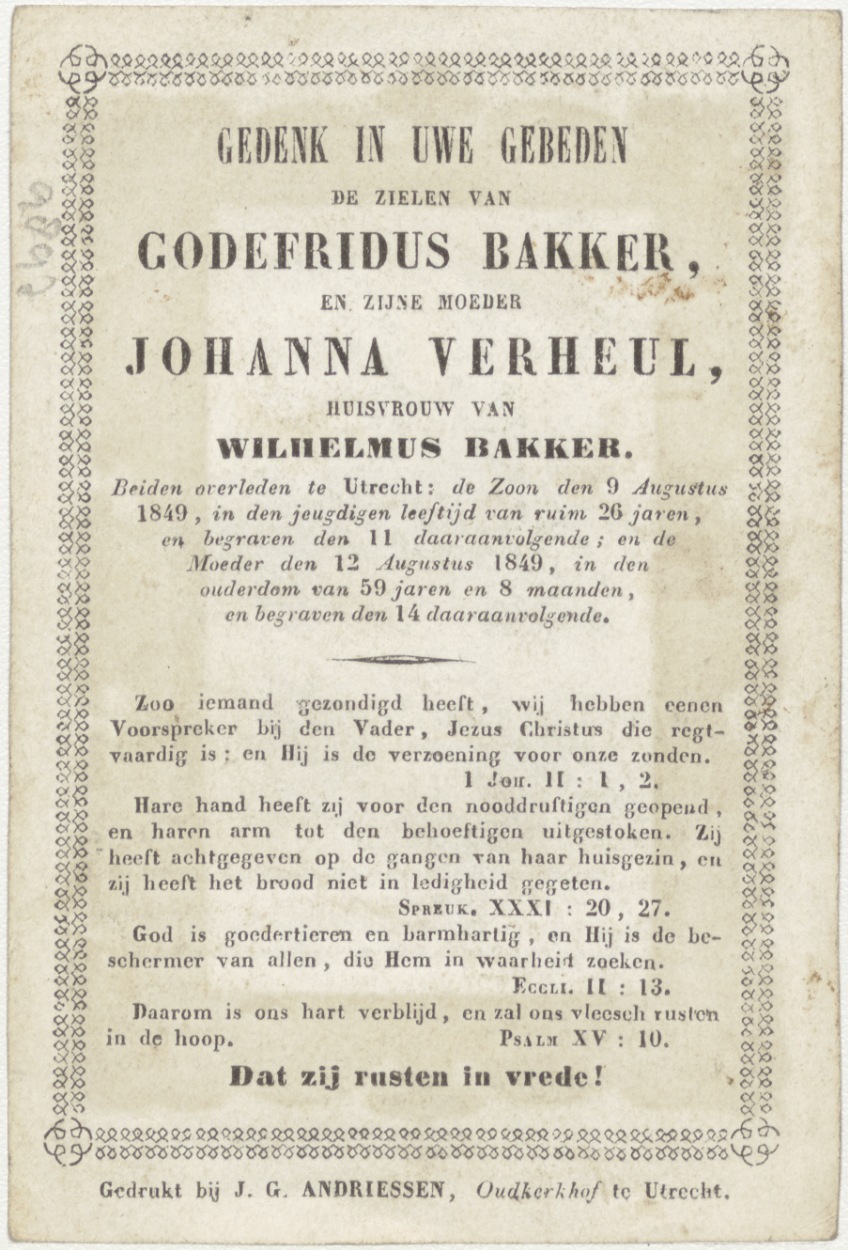 GEDENK IN UWE GEBEDEN
DE ZIELEN VAN
GODEFRIDUS BAKKER,
EN ZIJNE MOEDER
JOHANNA VERHEUL,
HUISVROUW VAN
WILHELMUS BAKKER.
Beiden overleden te Utrecht: de Zoon den 9 Augustus
1849, in den jeugdigen leeftijd van ruim 26 jaren,
en begraven den 11 daaraanvolgende; en de
Moeder den 12 Augustus 1849, in den
ouderdom van 59 jaren en 8 maanden,
en begraven den 14 daaraanvolgende.
Zoo iemand gezondigd heeft, wij hebben eenen
Voorspreker bij den Vader, Jezus Christus die regt-
vaardig is: en Hij is de verzoening voor onze zonden.
1 JOH. II : 1, 2.
Hare hand heeft zij voor den nooddruftigen geopend,
en haren arm tot den behoeftigen uitgestoken. Zij
heeft achtgegeven op de gangen van haar huisgezin, en
zij heeft het brood niet in ledigheid gegeten.
SPREUK. XXXI : 20, 27.
God is goedertieren en barmhartig, en Hij is de be-
schermer van allen, die Hem in waarheid zoeken.
ECCLI. II : 13.
Daarom is ons hart verblijd, en zal ons vleesch rusten
in de hoop. PSALM XV : 10.
Dat zij rusten in vrede!
Gedrukt bij J. G. ANDRIESSEN, Oudkerkhof te Utrecht.